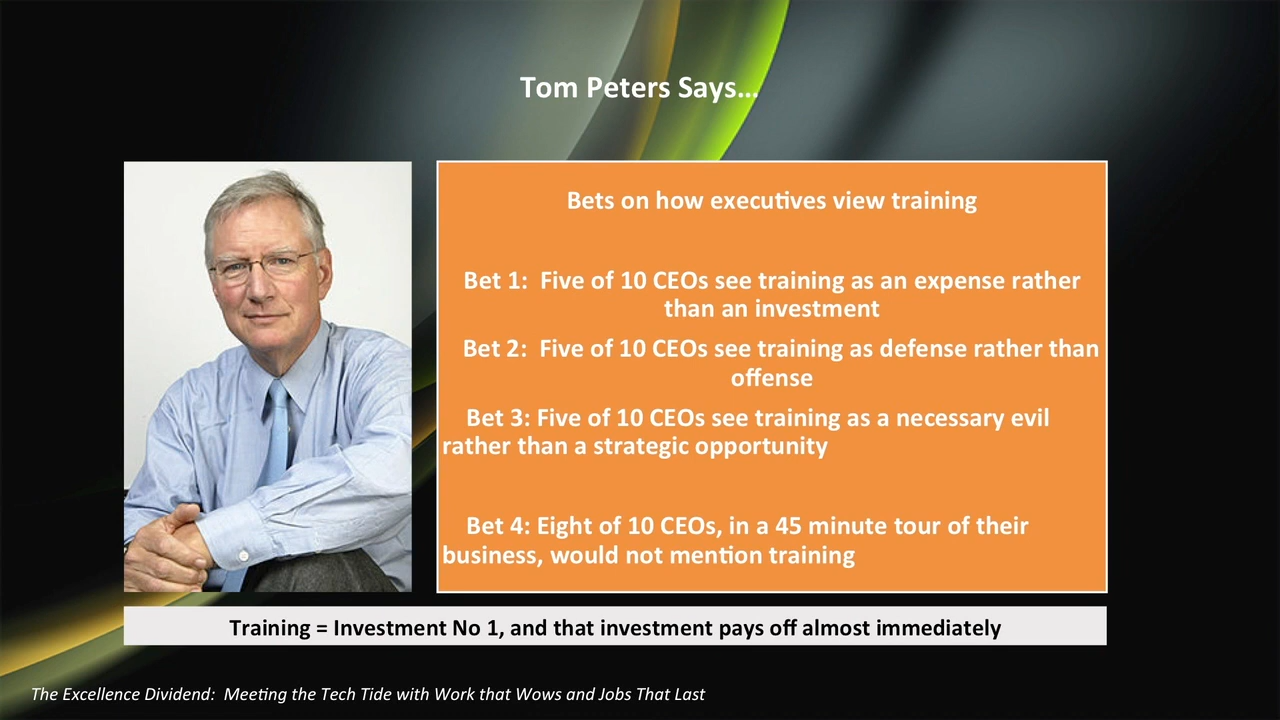 Tom Peters Says...
Bets on how executives view training
Bet 1:  Five of 10 CEOs see training as an expense rather
than an investment
Bet 2:  Five of 10 CEOs see training as defense rather than
offense
Bet 3: Five of 10 CEOs see training as a necessary evil
rather than a strategic opportunity
Bet 4: Eight of 10 CEOs, in a 45 minute tour of their
business, would not mention training
Training = Investment No 1, and that investment pays off almost immediately
The Excellence Dividend:  Meeting the Tech Tide with Work that Wows and Jobs That Last